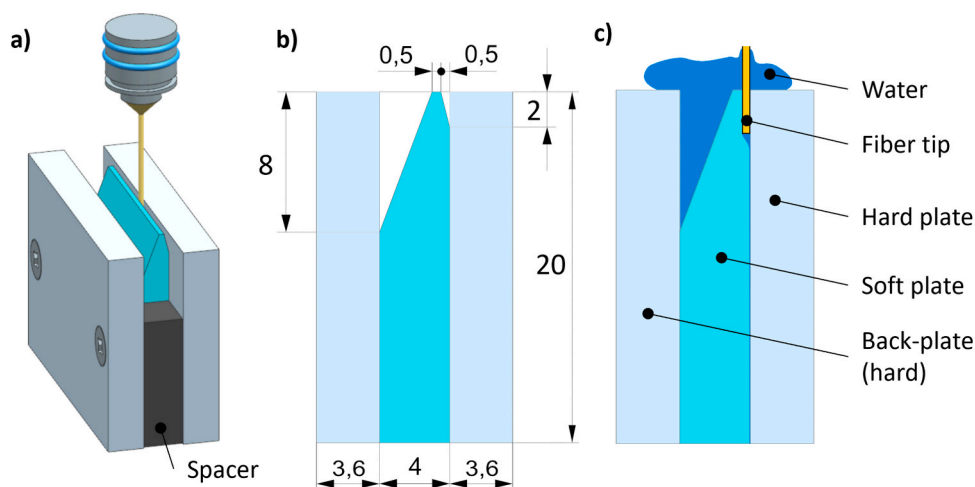 a)
Spacer
b)
0,5
0,5
2
8
20
3,6
4
3,6
c)
Water
Fiber tip
Hard plate
Soft plate
Back-plate
(hard)